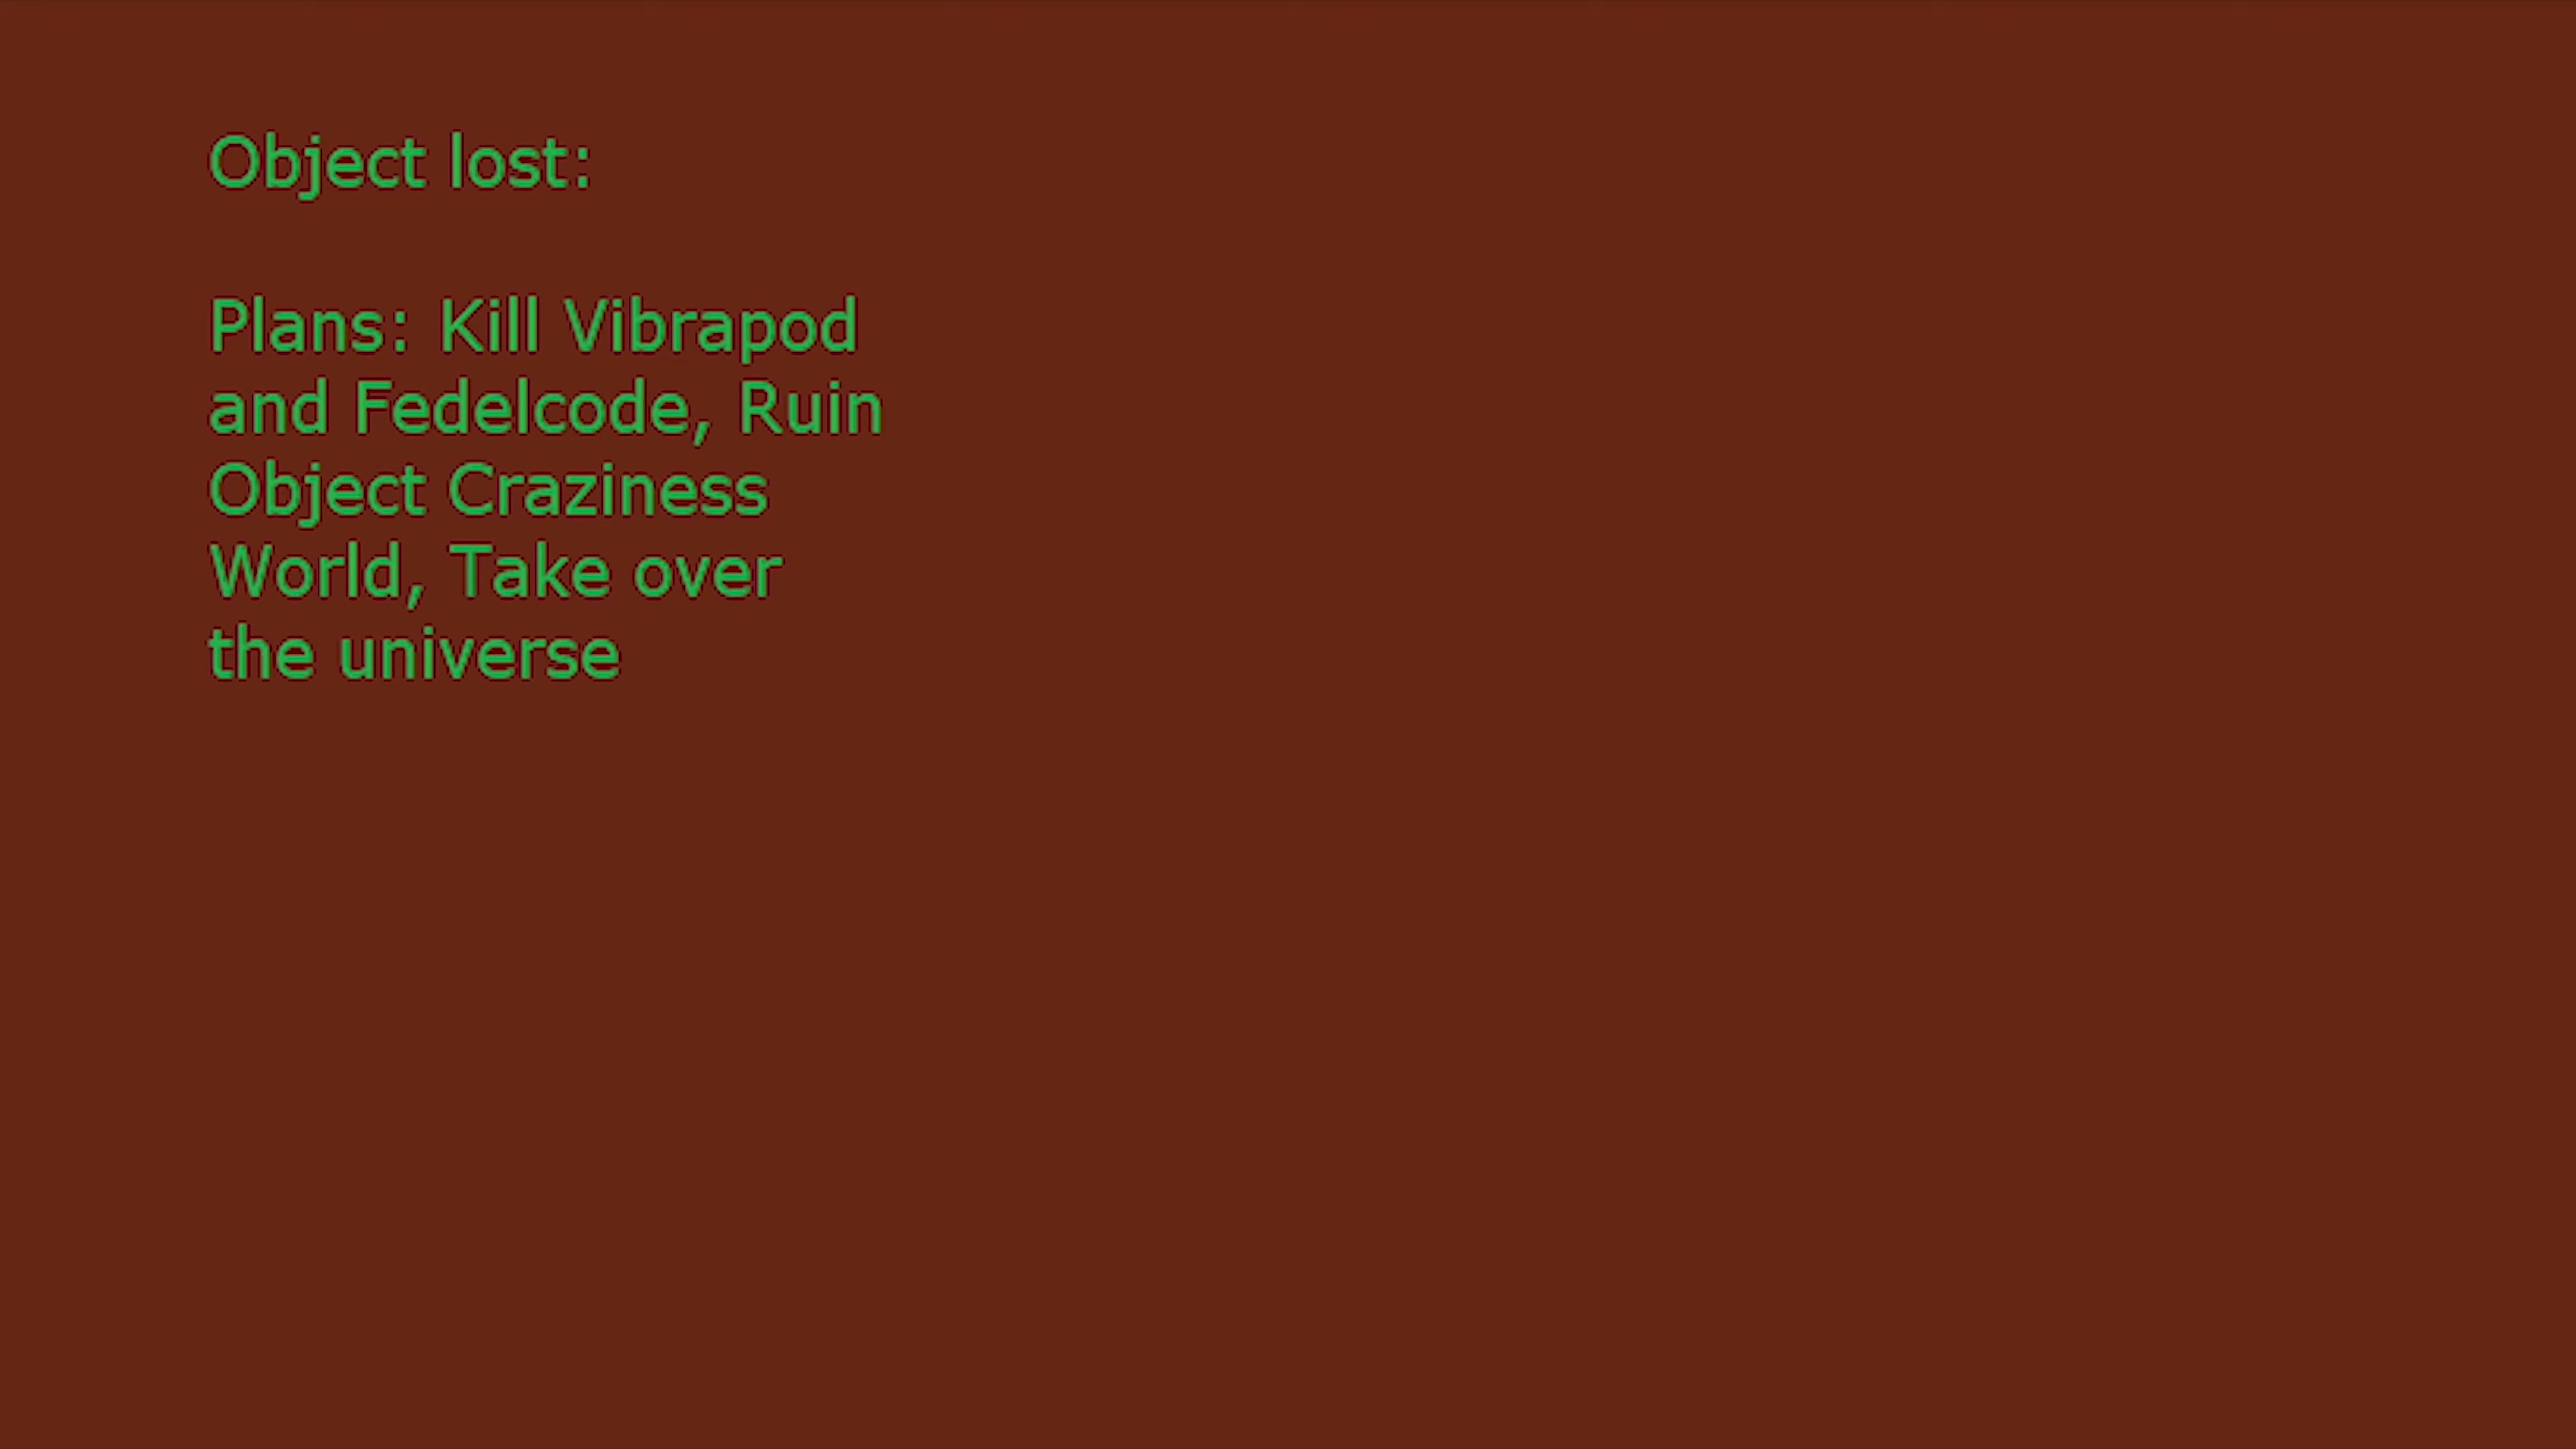 Object lost:
Plans: Kill Vibrapod
and Fedelcode, Ruin
Object Craziness
World, Take over
the universe